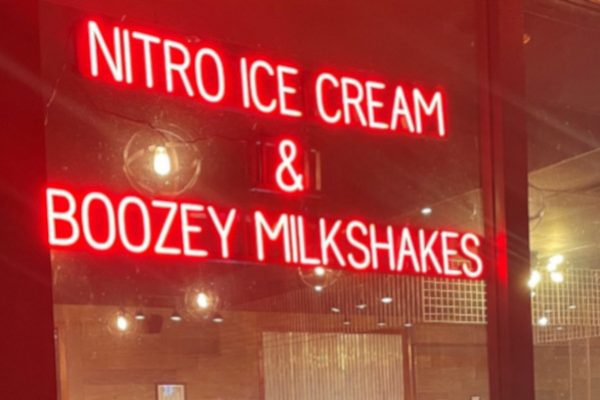 NITRO ICE CREAM
&
BOOZEY MILKSHAKES